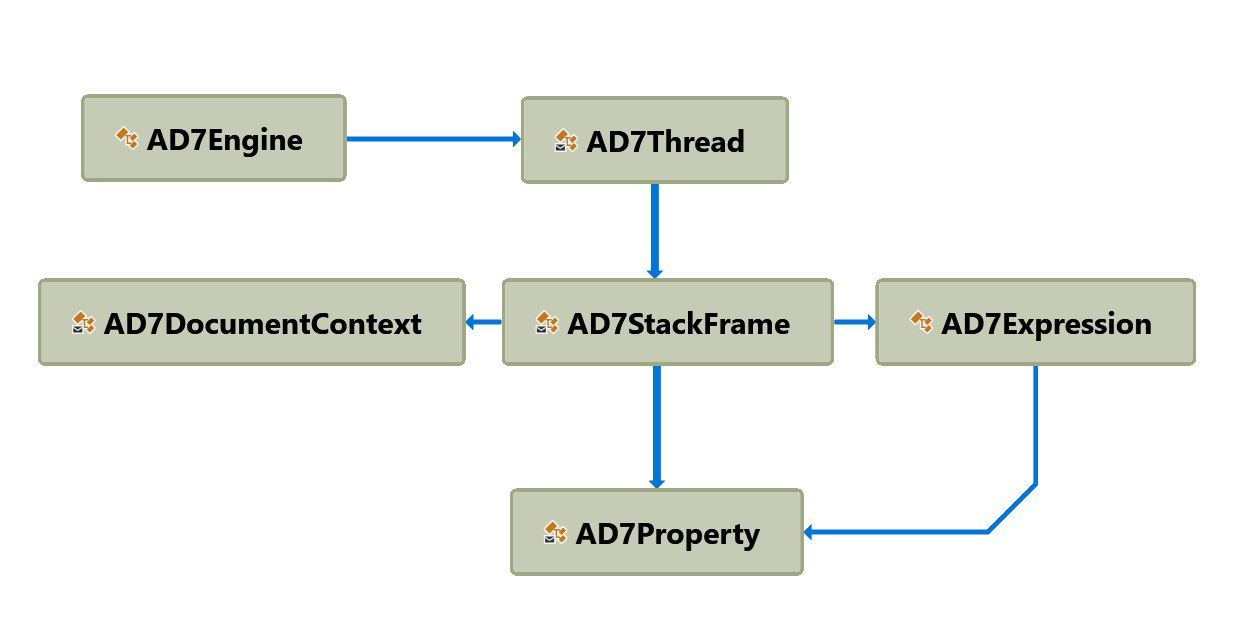 AD7Engine
AD7Thread
AD7DocumentContext
AD7StackFrame
AD7Expression
AD7Property